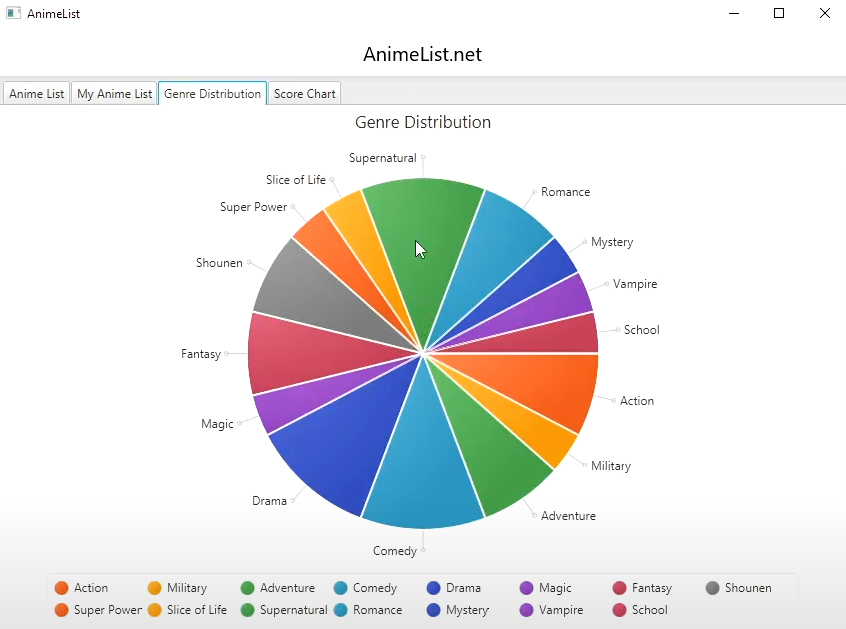 AnimeList
AnimeList.net
Anime List My Anime List Genre Distribution Score Chart
Genre Distribution
Supernatural
Slice of Life
Romance
Super Power
Mystery
Shounen
Vampire
School
Fantasy
Action
Magic
Military
Drama
Adventure
Comedy
Action Military Adventure Comedy Drama Magic Fantasy Shounen
Super Power Slice of Life Supernatural Romance Mystery Vampire School